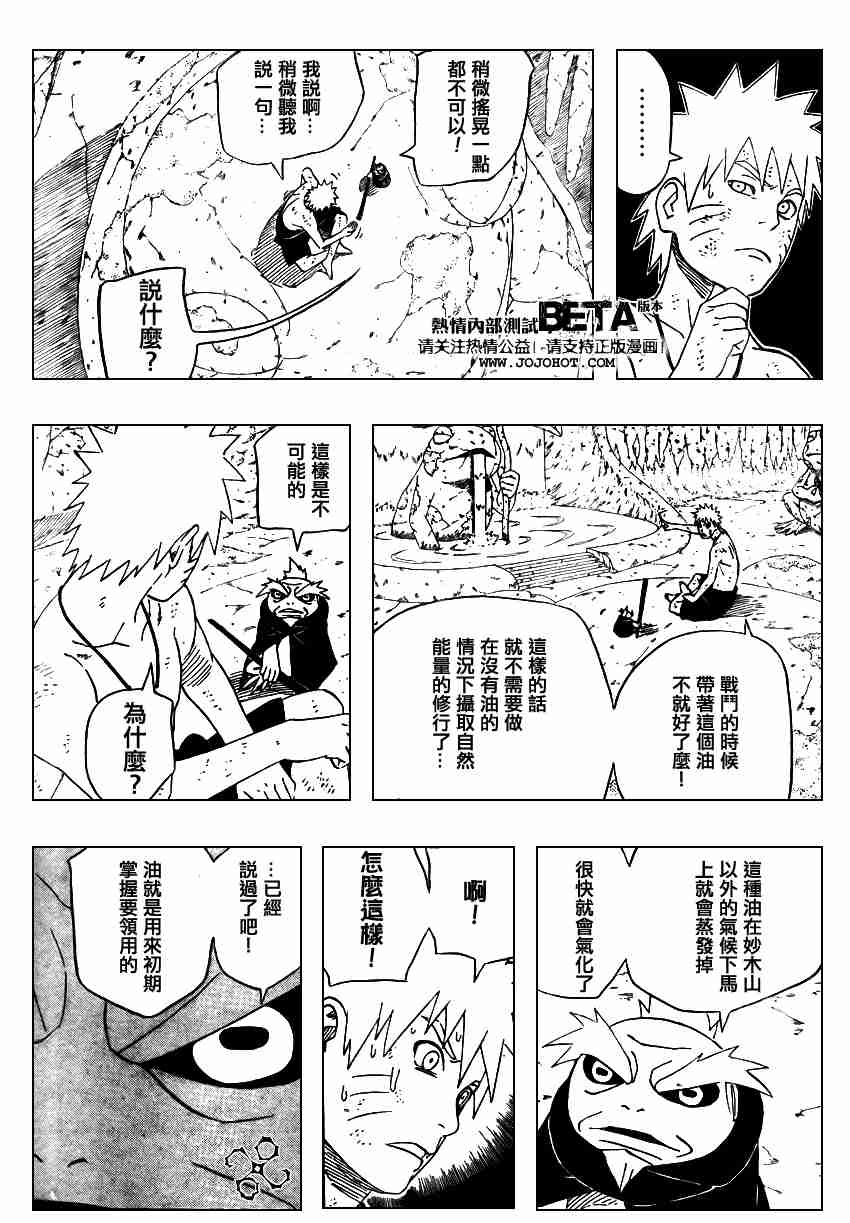 ………
稍微搖晃一點
都不可以！
我説啊…
稍微聽我
説一句…
説什麼？
熱情內部測試BETA版本
请关注热情公益！请支持正版漫画！
WWW.JOJOHOT.COM
戰鬥的時候
帶著這個油
不就好了麼！
這樣的話
就不需要做
在沒有油的
情況下攝取自然
能量的修行了…
這樣是不
可能的
為什麼？
這種油在妙木山
以外的氣候下馬
上就會蒸發掉
很快就會氣化了
啊！
怎麼這樣！
…已經
説過了吧！
油就是用來初期
掌握要領用的